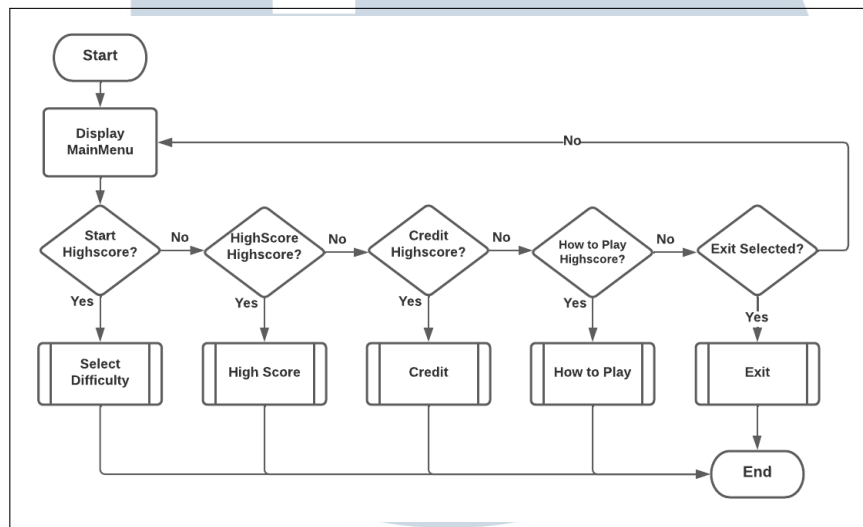 Start
Display
MainMenu
No
Start
Highscore?
No
HighScore
Highscore?
No
Credit
Highscore?
No
How to Play
Highscore?
No
Exit Selected?
Yes
Yes
Yes
Yes
Yes
Select
Difficulty
High Score
Credit
How to Play
Exit
End